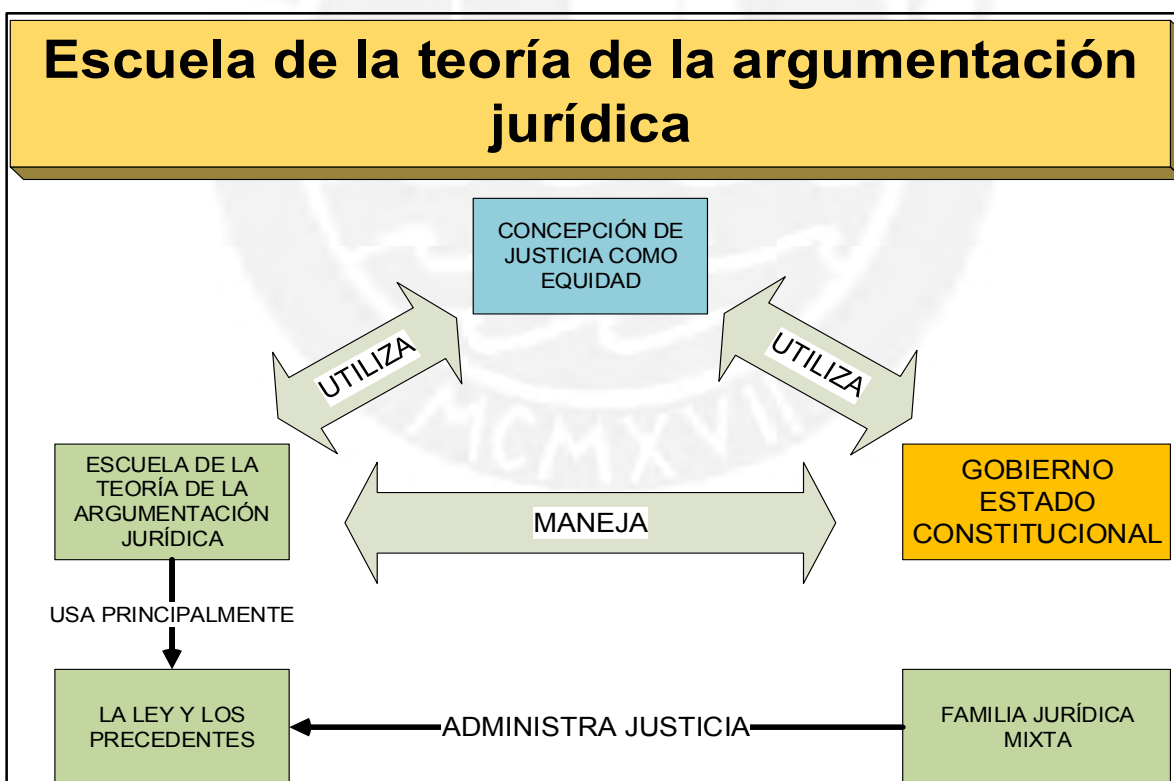 Escuela de la teoría de la argumentación
jurídica
CONCEPCIÓN DE
JUSTICIA COMO
EQUIDAD
UTILIZA
UTILIZA
ESCUELA DE LA
TEORÍA DE LA
ARGUMENTACIÓN
JURÍDICA
MANEJA
GOBIERNO
ESTADO
CONSTITUCIONAL
USA PRINCIPALMENTE
LA LEY Y LOS
PRECEDENTES
ADMINISTRA JUSTICIA
FAMILIA JURÍDICA
MIXTA
MCMXVII